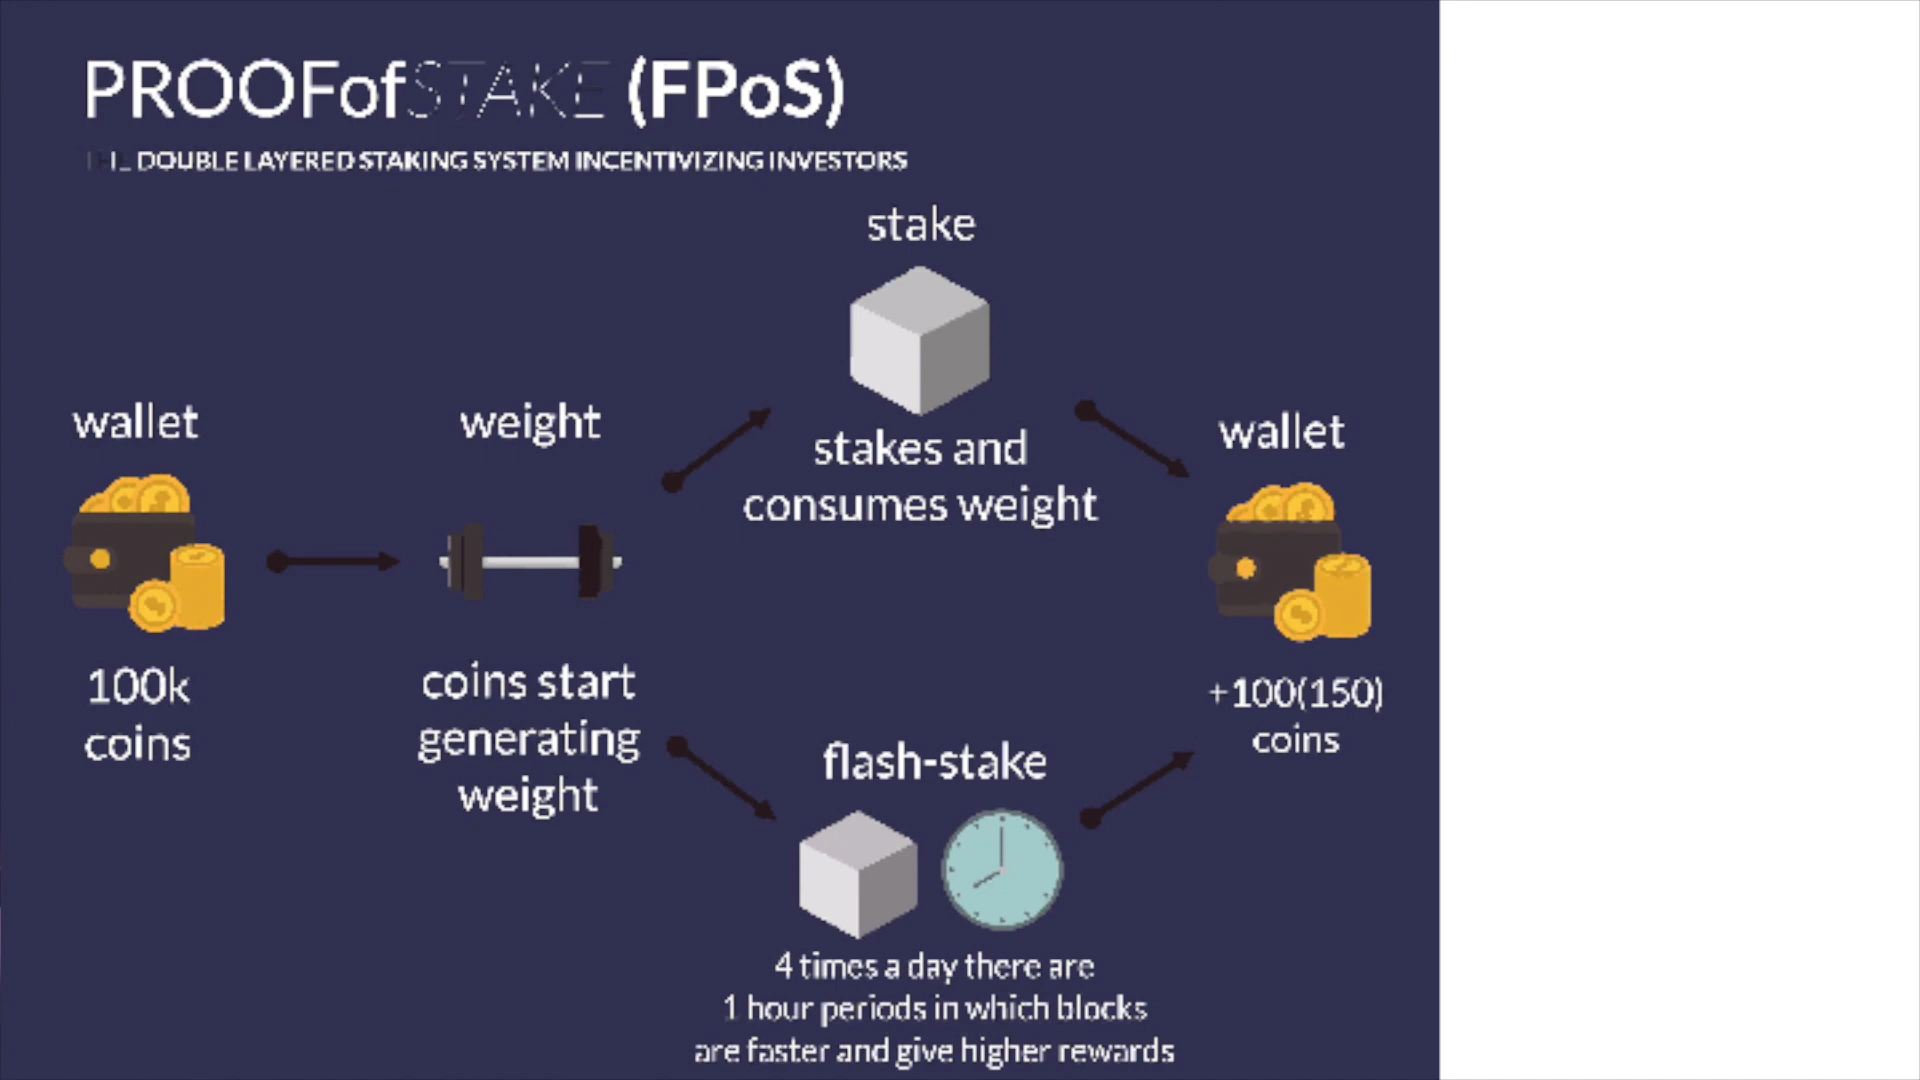 PROOFofSTAKE (FPoS)
DOUBLE LAYERED STAKING SYSTEM INCENTIVIZING INVESTORS
stake
stakes and
consumes weight
wallet
100k
coins
weight
coins start
generating
weight
wallet
+100(150)
coins
flash-stake
4 times a day there are
1 hour periods in which blocks
are faster and give higher rewards